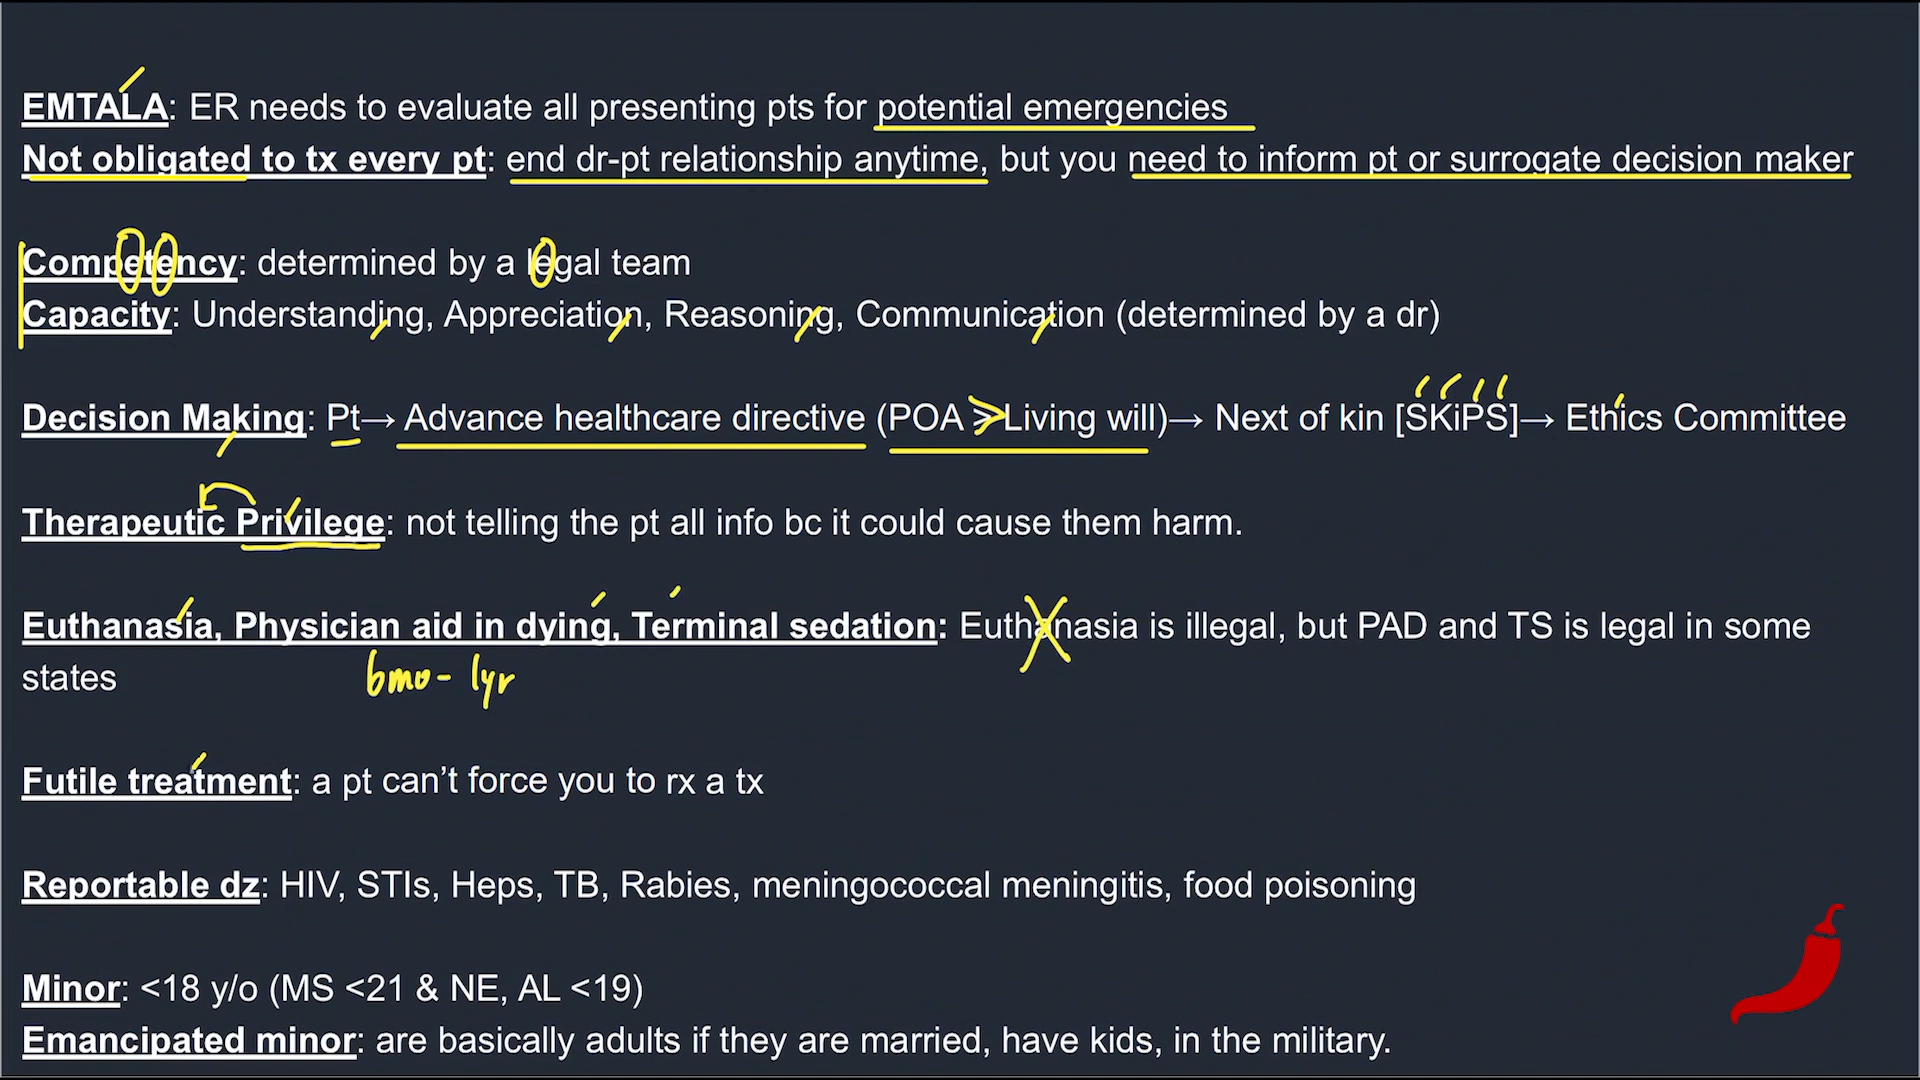 EMTALA: ER needs to evaluate all presenting pts for potential emergencies
Not obligated to tx every pt: end dr-pt relationship anytime, but you need to inform pt or surrogate decision maker
Competency: determined by a legal team
Capacity: Understanding, Appreciation, Reasoning, Communication (determined by a dr)
Decision Making: Pt→ Advance healthcare directive (POA > Living will)→ Next of kin [SKiPS]→ Ethics Committee
Therapeutic Privilege: not telling the pt all info bc it could cause them harm.
Euthanasia, Physician aid in dying, Terminal sedation: Euthanasia is illegal, but PAD and TS is legal in some
states
6mo - 1yr
Futile treatment: a pt can't force you to rx a tx
Reportable dz: HIV, STIs, Heps, TB, Rabies, meningococcal meningitis, food poisoning
Minor: <18 y/o (MS <21 & NE, AL <19)
Emancipated minor: are basically adults if they are married, have kids, in the military.